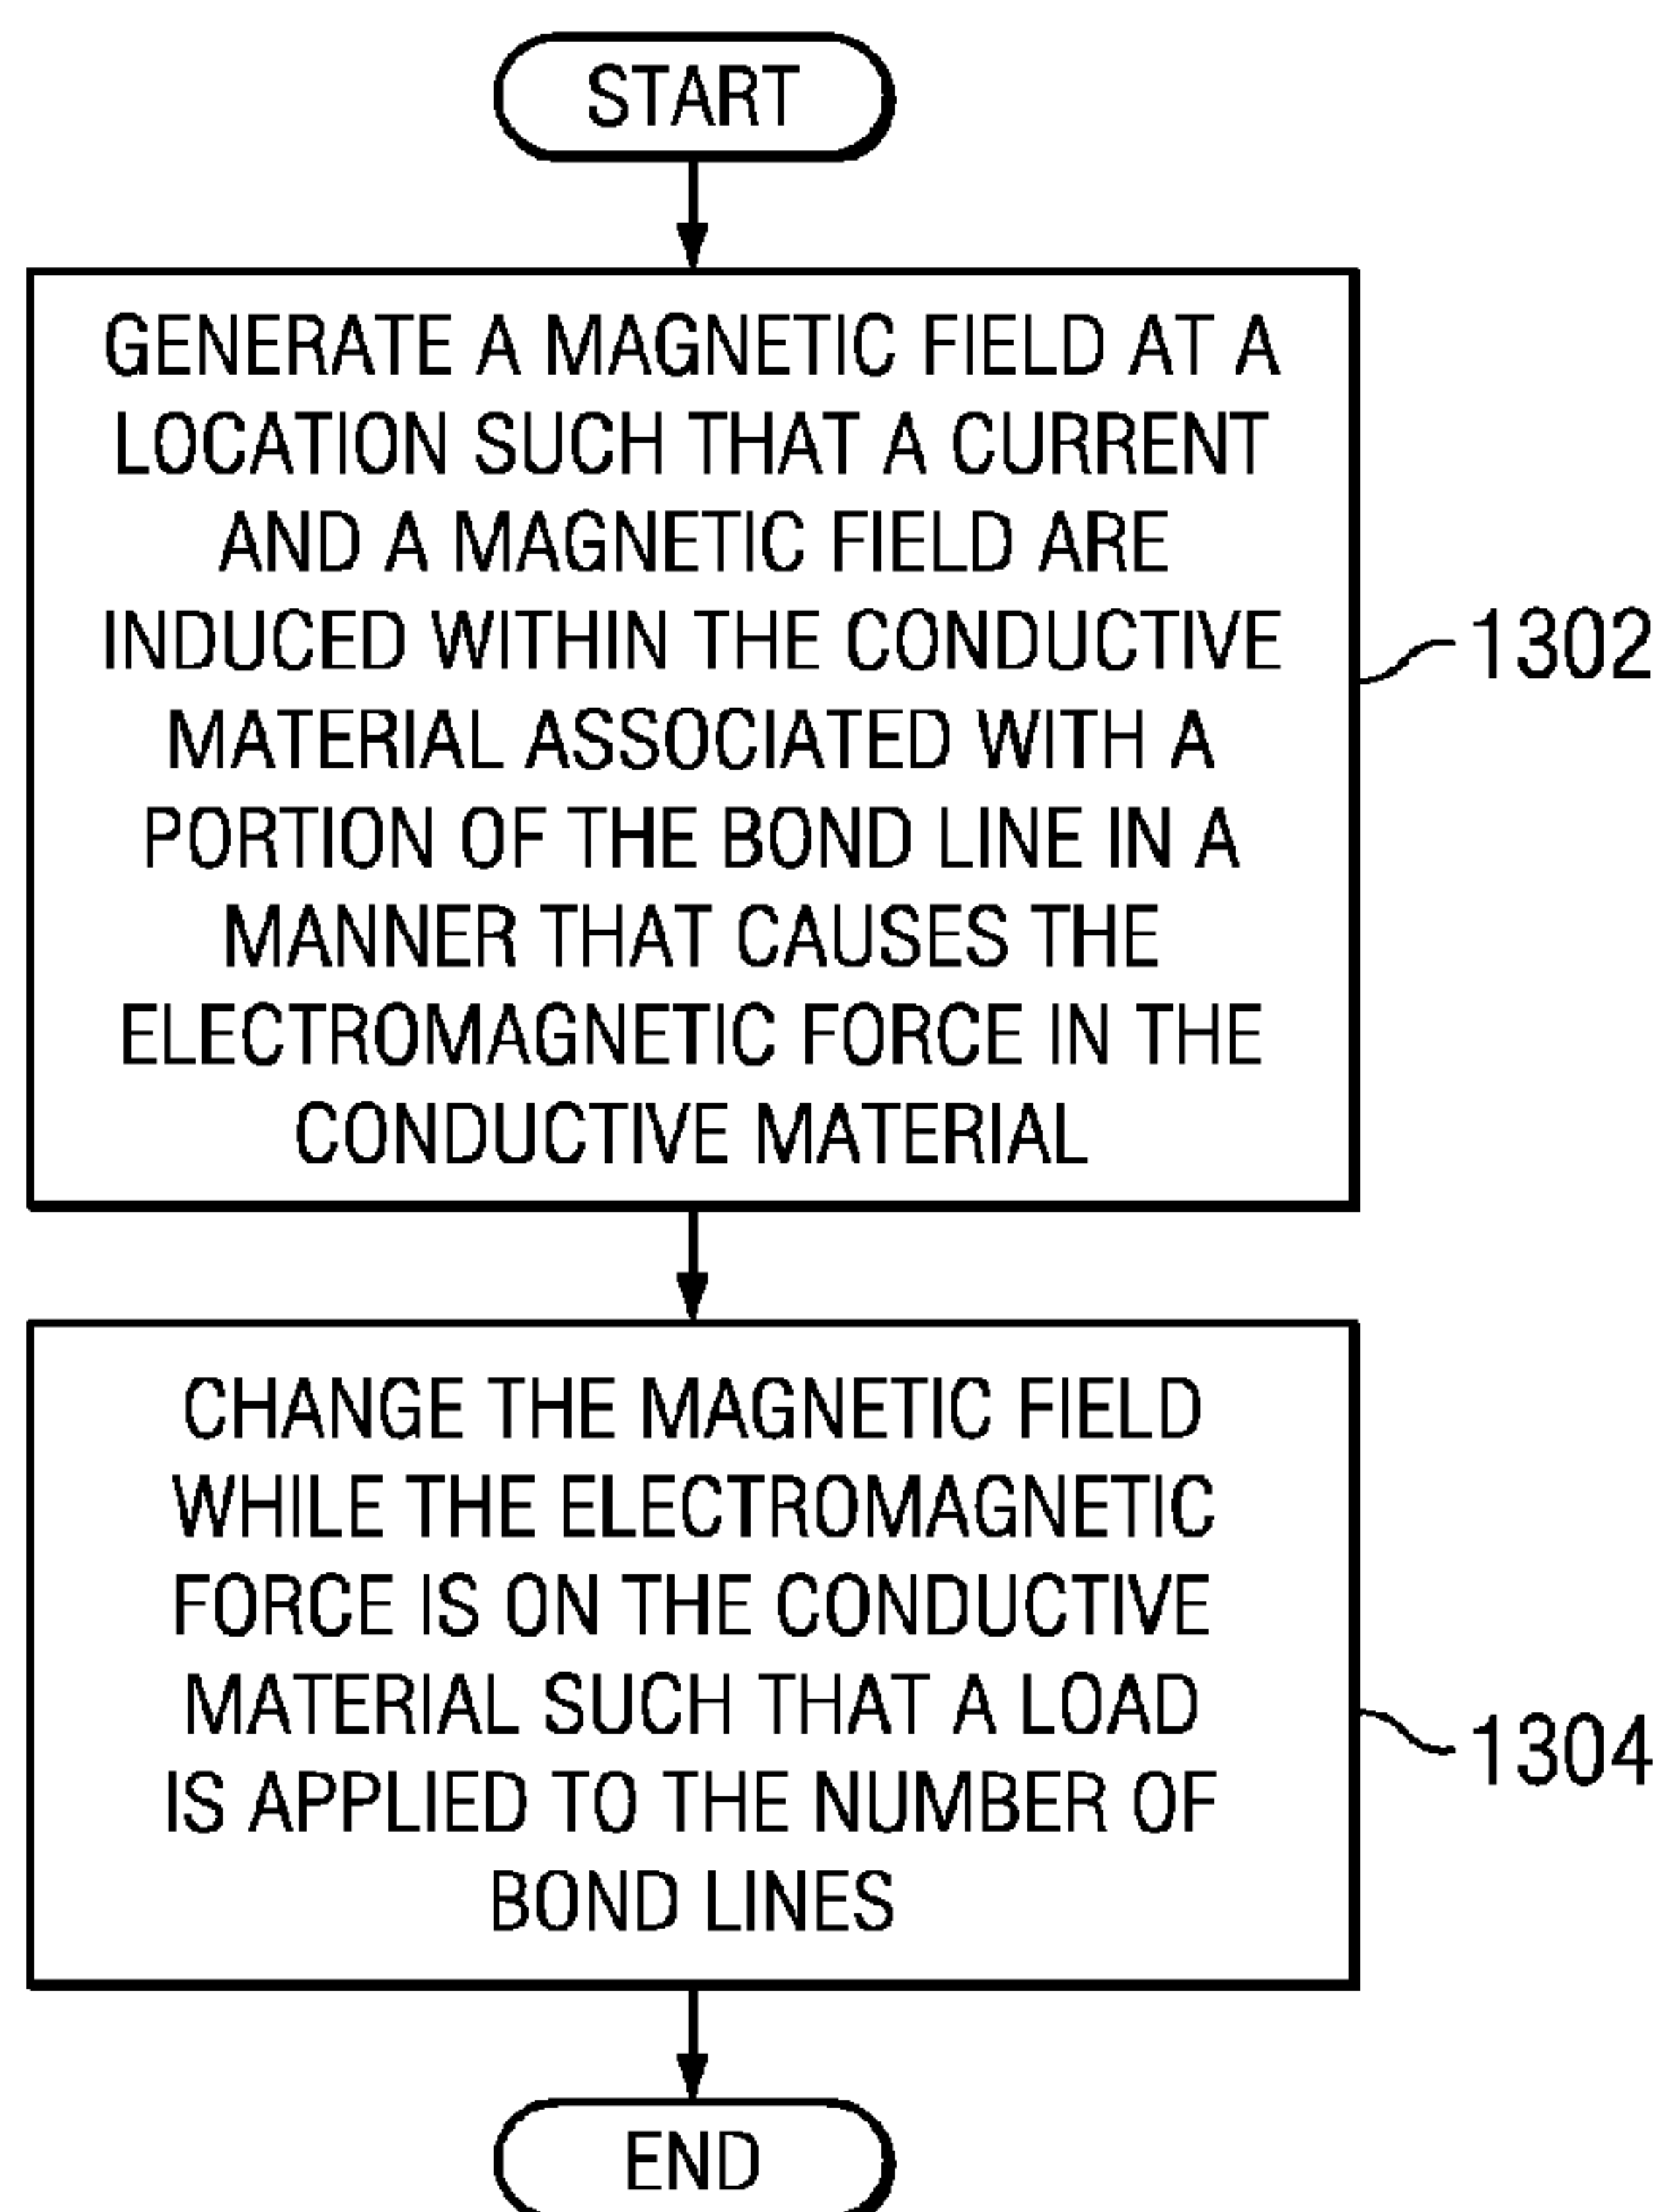 START
GENERATE A MAGNETIC FIELD AT A
LOCATION SUCH THAT A CURRENT
AND A MAGNETIC FIELD ARE
INDUCED WITHIN THE CONDUCTIVE
MATERIAL ASSOCIATED WITH A
PORTION OF THE BOND LINE IN A
MANNER THAT CAUSES THE
ELECTROMAGNETIC FORCE IN THE
CONDUCTIVE MATERIAL
1302
CHANGE THE MAGNETIC FIELD
WHILE THE ELECTROMAGNETIC
FORCE IS ON THE CONDUCTIVE
MATERIAL SUCH THAT A LOAD
IS APPLIED TO THE NUMBER OF
BOND LINES
1304
END